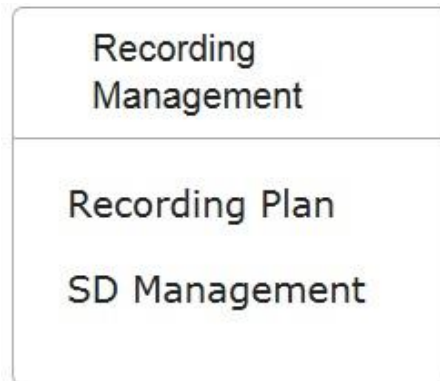 Recording
Management
Recording Plan
SD Management